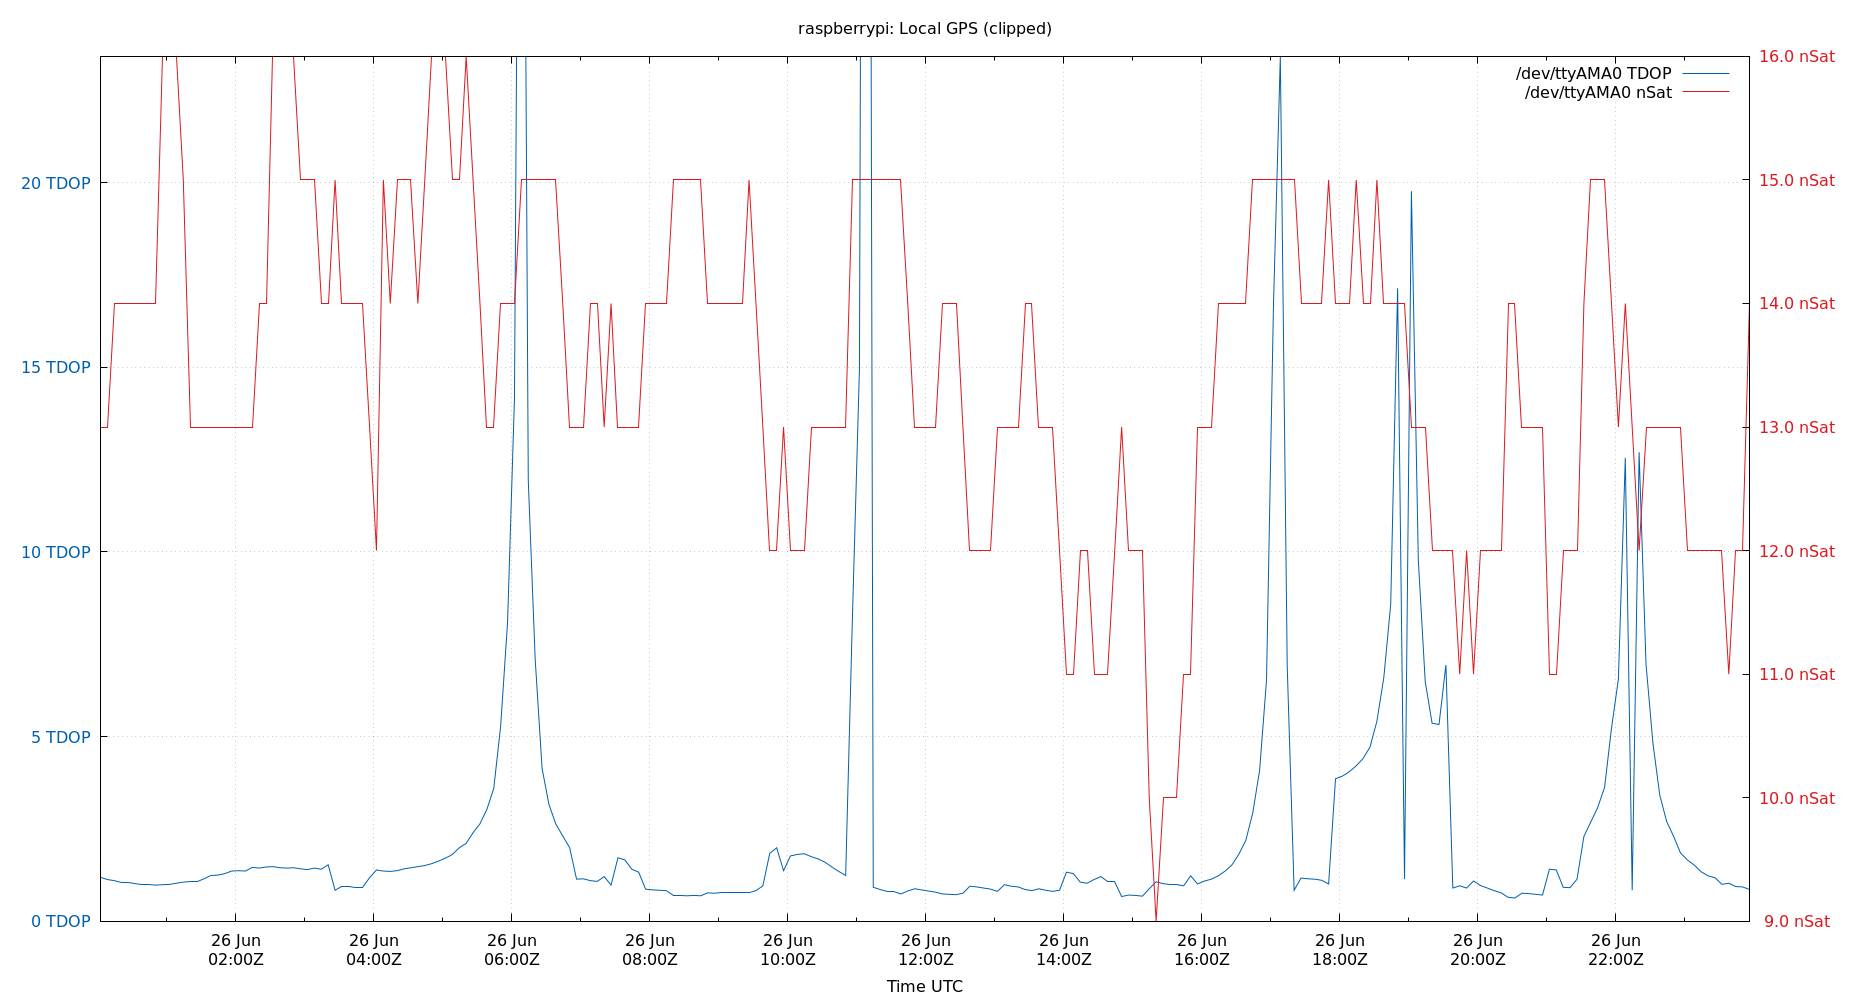 raspberrypi: Local GPS (clipped)
/dev/ttyAMA0 TDOP
/dev/ttyAMA0 nSat
20 TDOP
15 TDOP
10 TDOP
5 TDOP
0 TDOP
16.0 nSat
15.0 nSat
14.0 nSat
13.0 nSat
12.0 nSat
11.0 nSat
10.0 nSat
9.0 nSat
26 Jun 26 Jun 26 Jun 26 Jun 26 Jun 26 Jun 26 Jun 26 Jun 26 Jun 26 Jun 26 Jun
02:00Z 04:00Z 06:00Z 08:00Z 10:00Z 12:00Z 14:00Z 16:00Z 18:00Z 20:00Z 22:00Z
Time UTC